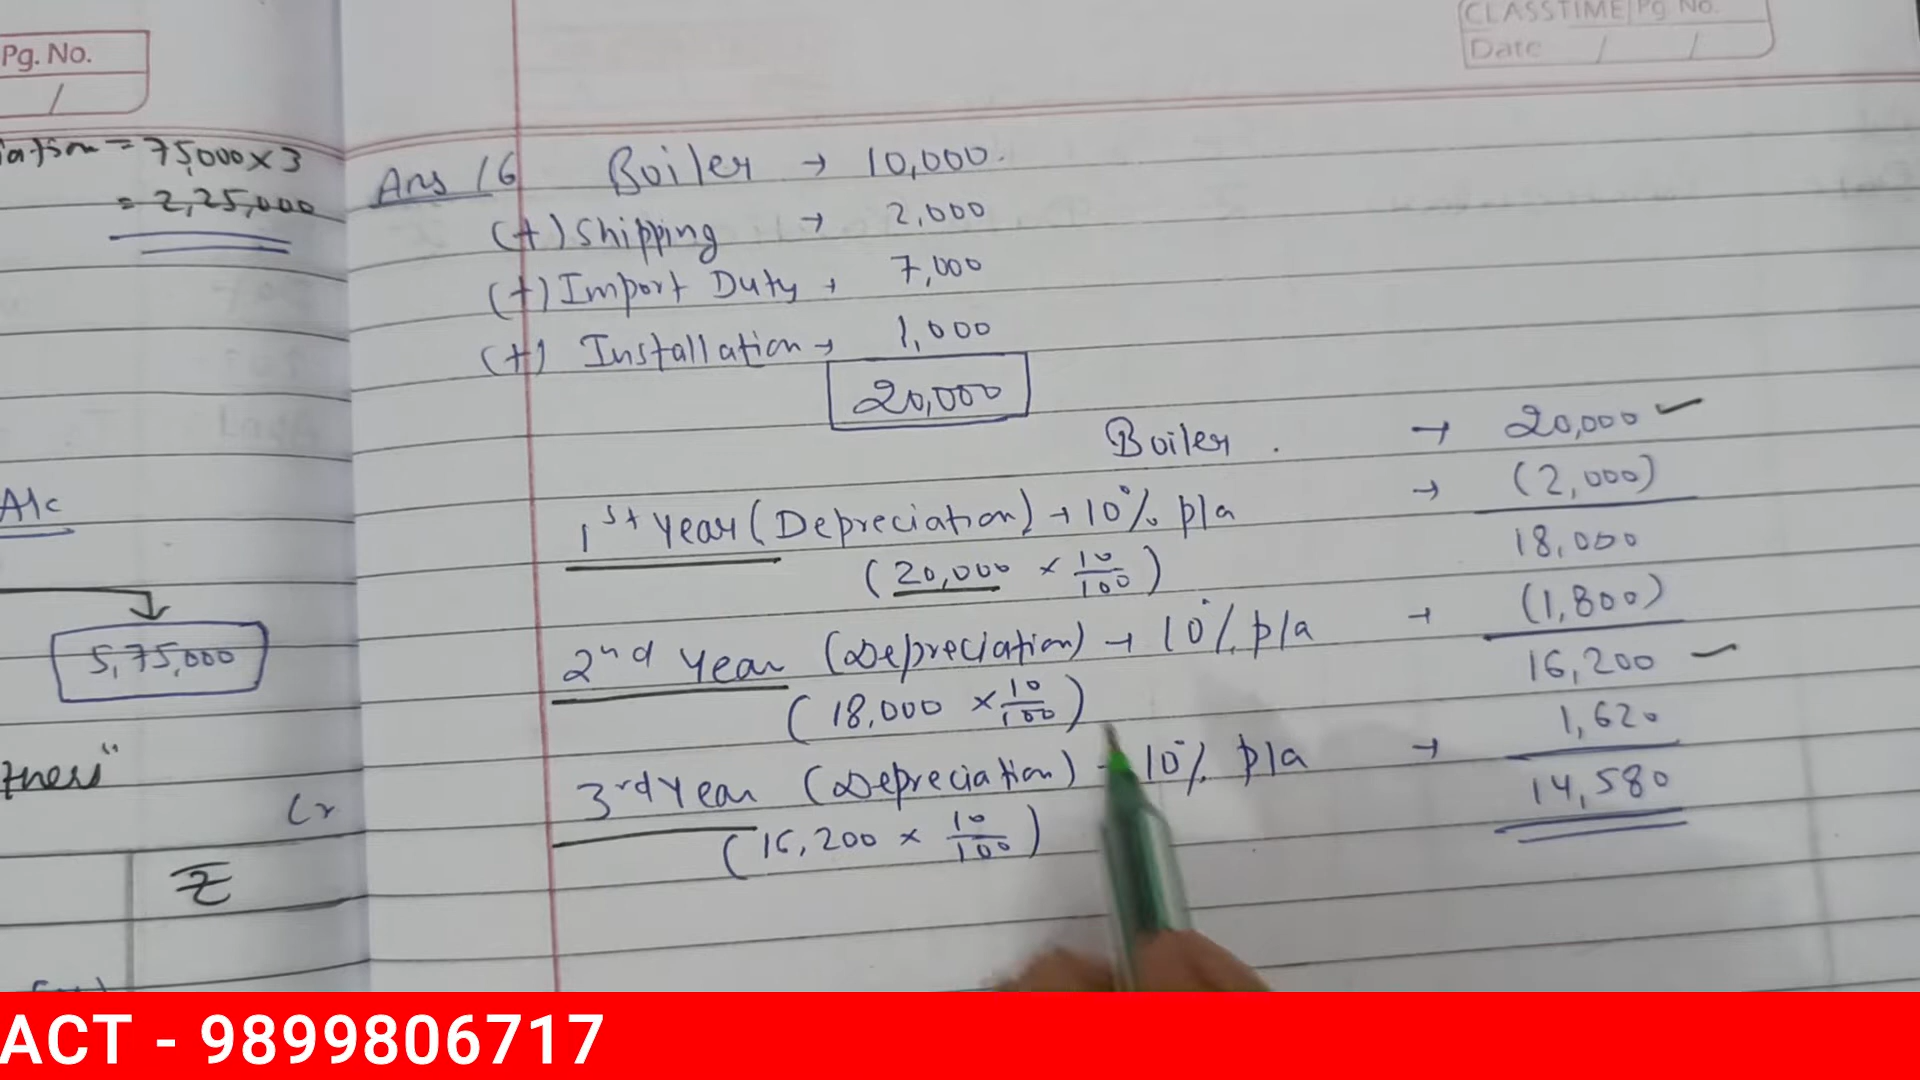 Pg. No.
/
= 75,000 × 3
= 2,25,000
A/c
5,75,000
Cr
₹
CLASSTIME Pg. No.
Date / /
Ans 16 Boiler → 10,000.
(+) Shipping → 2,000
(+) Import Duty → 7,000
(+) Installation → 1,000
20,000
Boiler . → 20,000
1st Year (Depreciation) → 10% p/a → (2,000)
(20,000 × 10/100) 18,000
2nd Year (Depreciation) → 10% p/a → (1,800)
16,200
(18,000 × 10/100)
3rd Year (Depreciation) - 10% p/a → 1,620
(16,200 × 10/100) 14,580
ACT - 9899806717